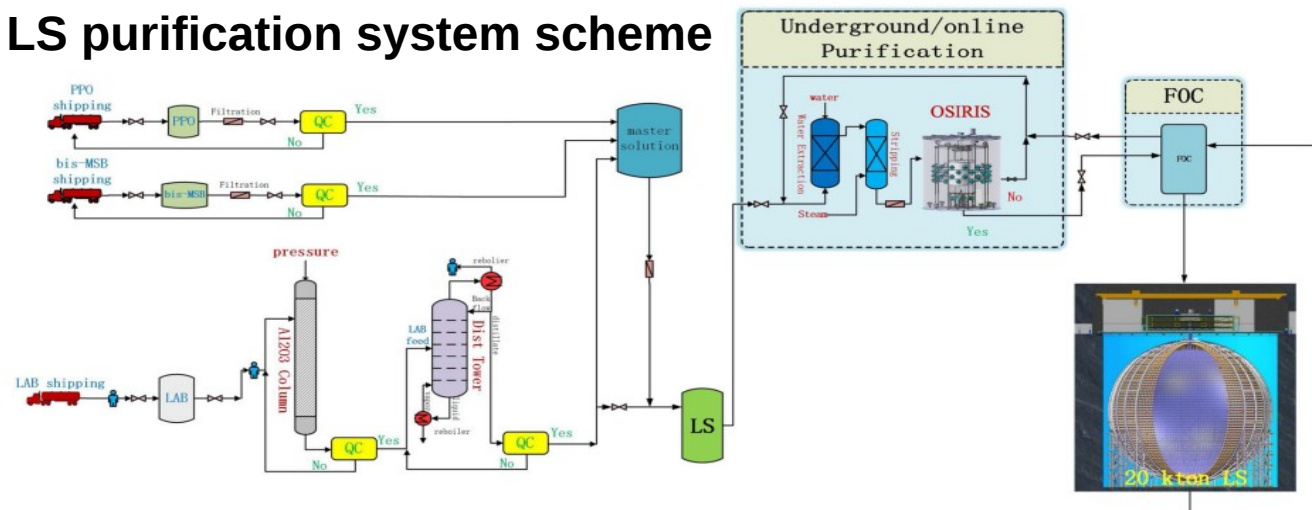 LS purification system scheme
Underground/online
Purification
FOC
PPO
shipping
PPO
Filtration
QC
Yes
No
bis-MSB
shipping
bis-MSB
Filtration
QC
Yes
No
master
solution
water
Water Extraction
Stripping
OSIRIS
Steam
No
Yes
FOC
pressure
Al2O3 Column
rebolier
Back
flow
distillate
LAB
feed
Dist Tower
liquid
reboiler
LAB shipping
LAB
QC
Yes
No
QC
Yes
No
LS
20 kton LS